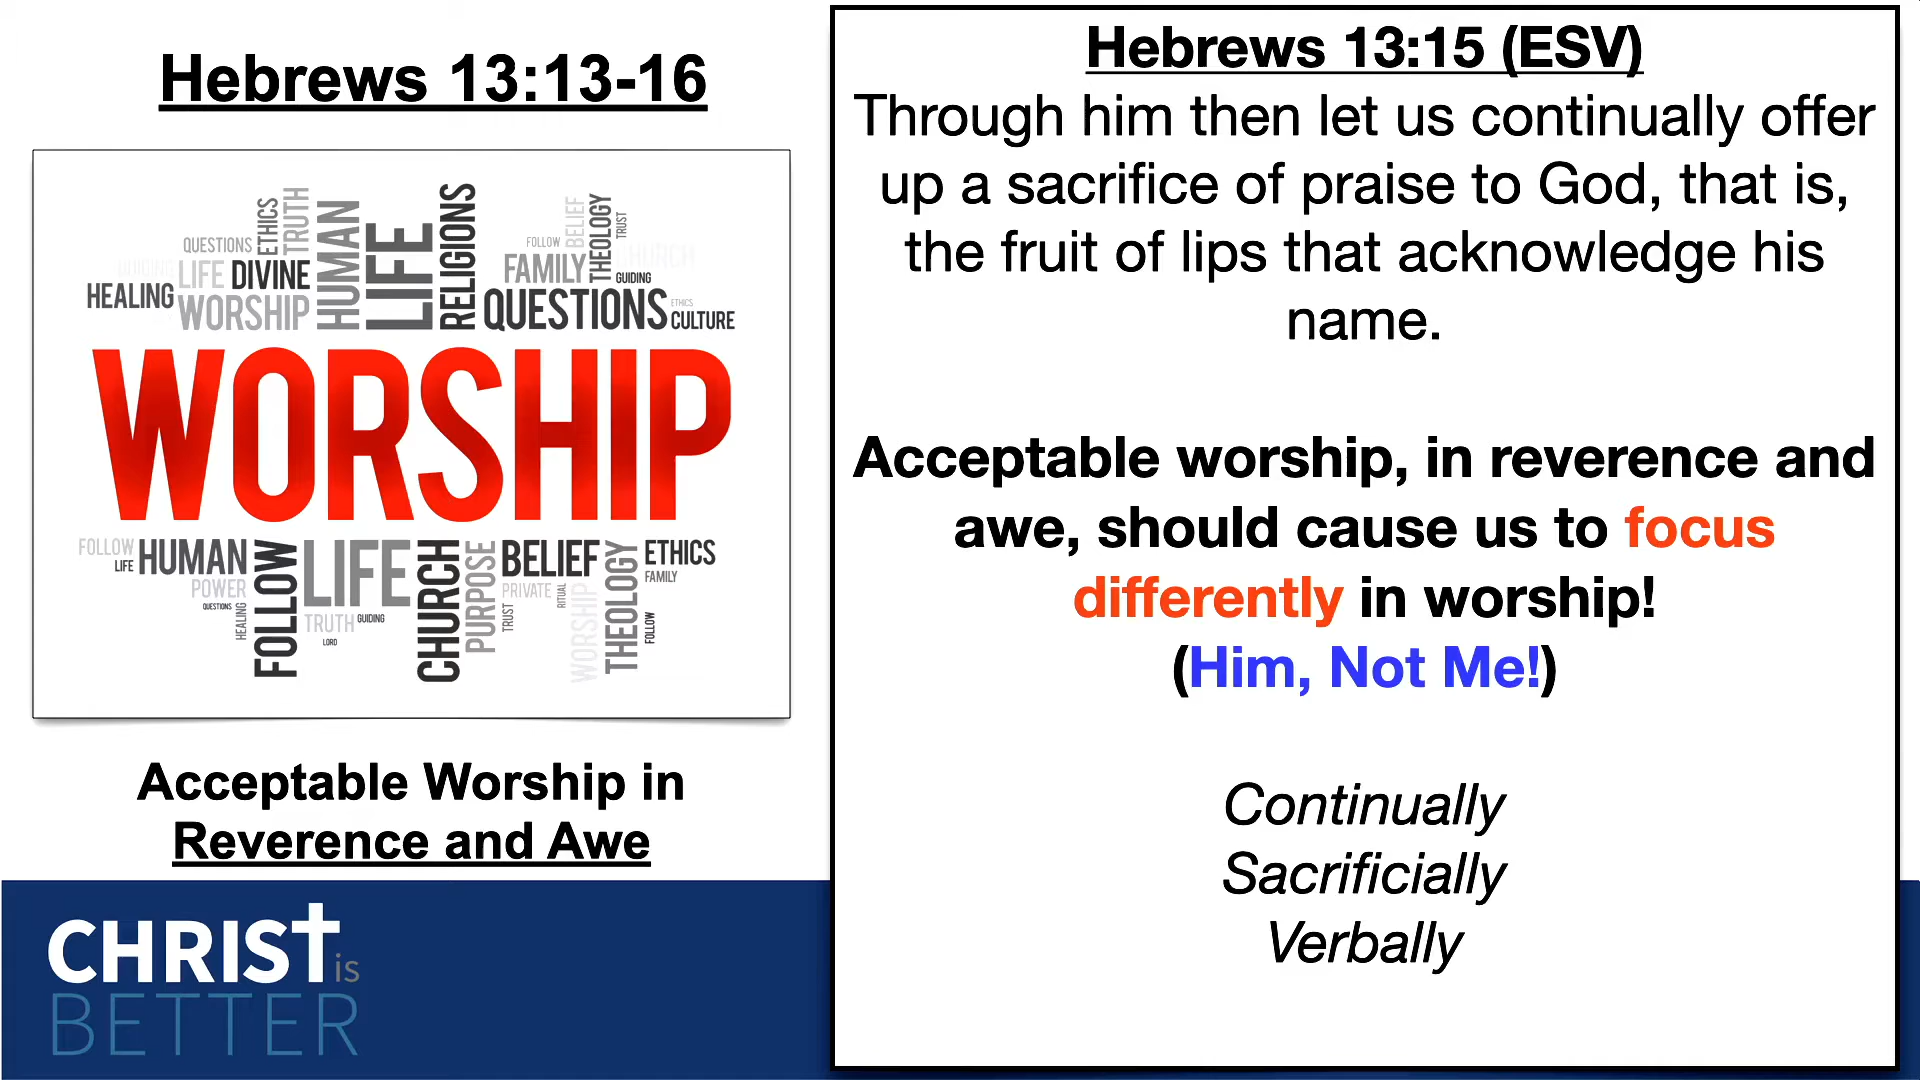 Hebrews 13:13-16
QUESTIONS
ETHICS
TRUTH
HUMAN
LIFE
RELIGIONS
FOLLOW
BELIEF
THEOLOGY
TRUST
CHURCH
GUIDING
LIFE
DIVINE
FAMILY
GUIDING
HEALING
WORSHIP
QUESTIONS
ETHICS
CULTURE
WORSHIP
FOLLOW
HUMAN
LIFE
POWER
QUESTIONS
HEALING
FOLLOW
LIFE
TRUTH
GUIDING
LORD
CHURCH
PURPOSE
BELIEF
PRIVATE
TRUST
RITUAL
WORSHIP
THEOLOGY
ETHICS
FAMILY
FOLLOW
Acceptable Worship in
Reverence and Awe
CHRIST is
BETTER
Hebrews 13:15 (ESV)
Through him then let us continually offer
up a sacrifice of praise to God, that is,
the fruit of lips that acknowledge his
name.
Acceptable worship, in reverence and
awe, should cause us to focus
differently in worship!
(Him, Not Me!)
Continually
Sacrificially
Verbally